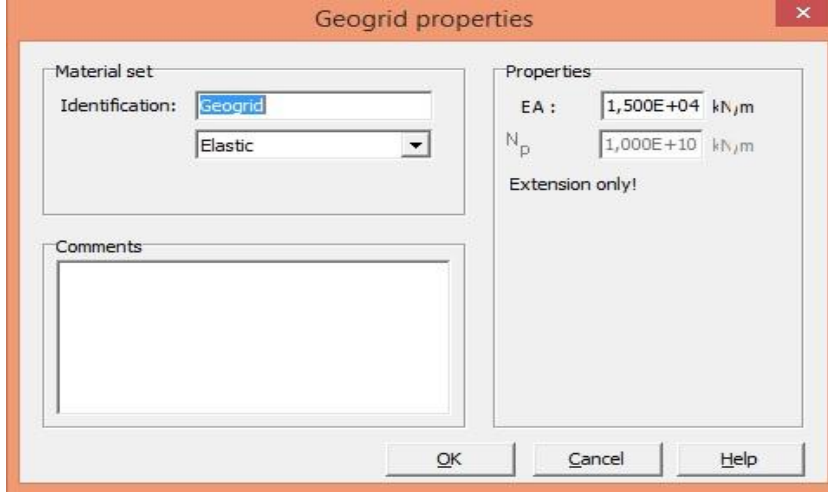 Geogrid properties
Material set
Identification: Geogrid
Elastic
Comments
Properties
EA : 1,500E+04 kN/m
Np 1,000E+10 kN/m
Extension only!
OK Cancel Help